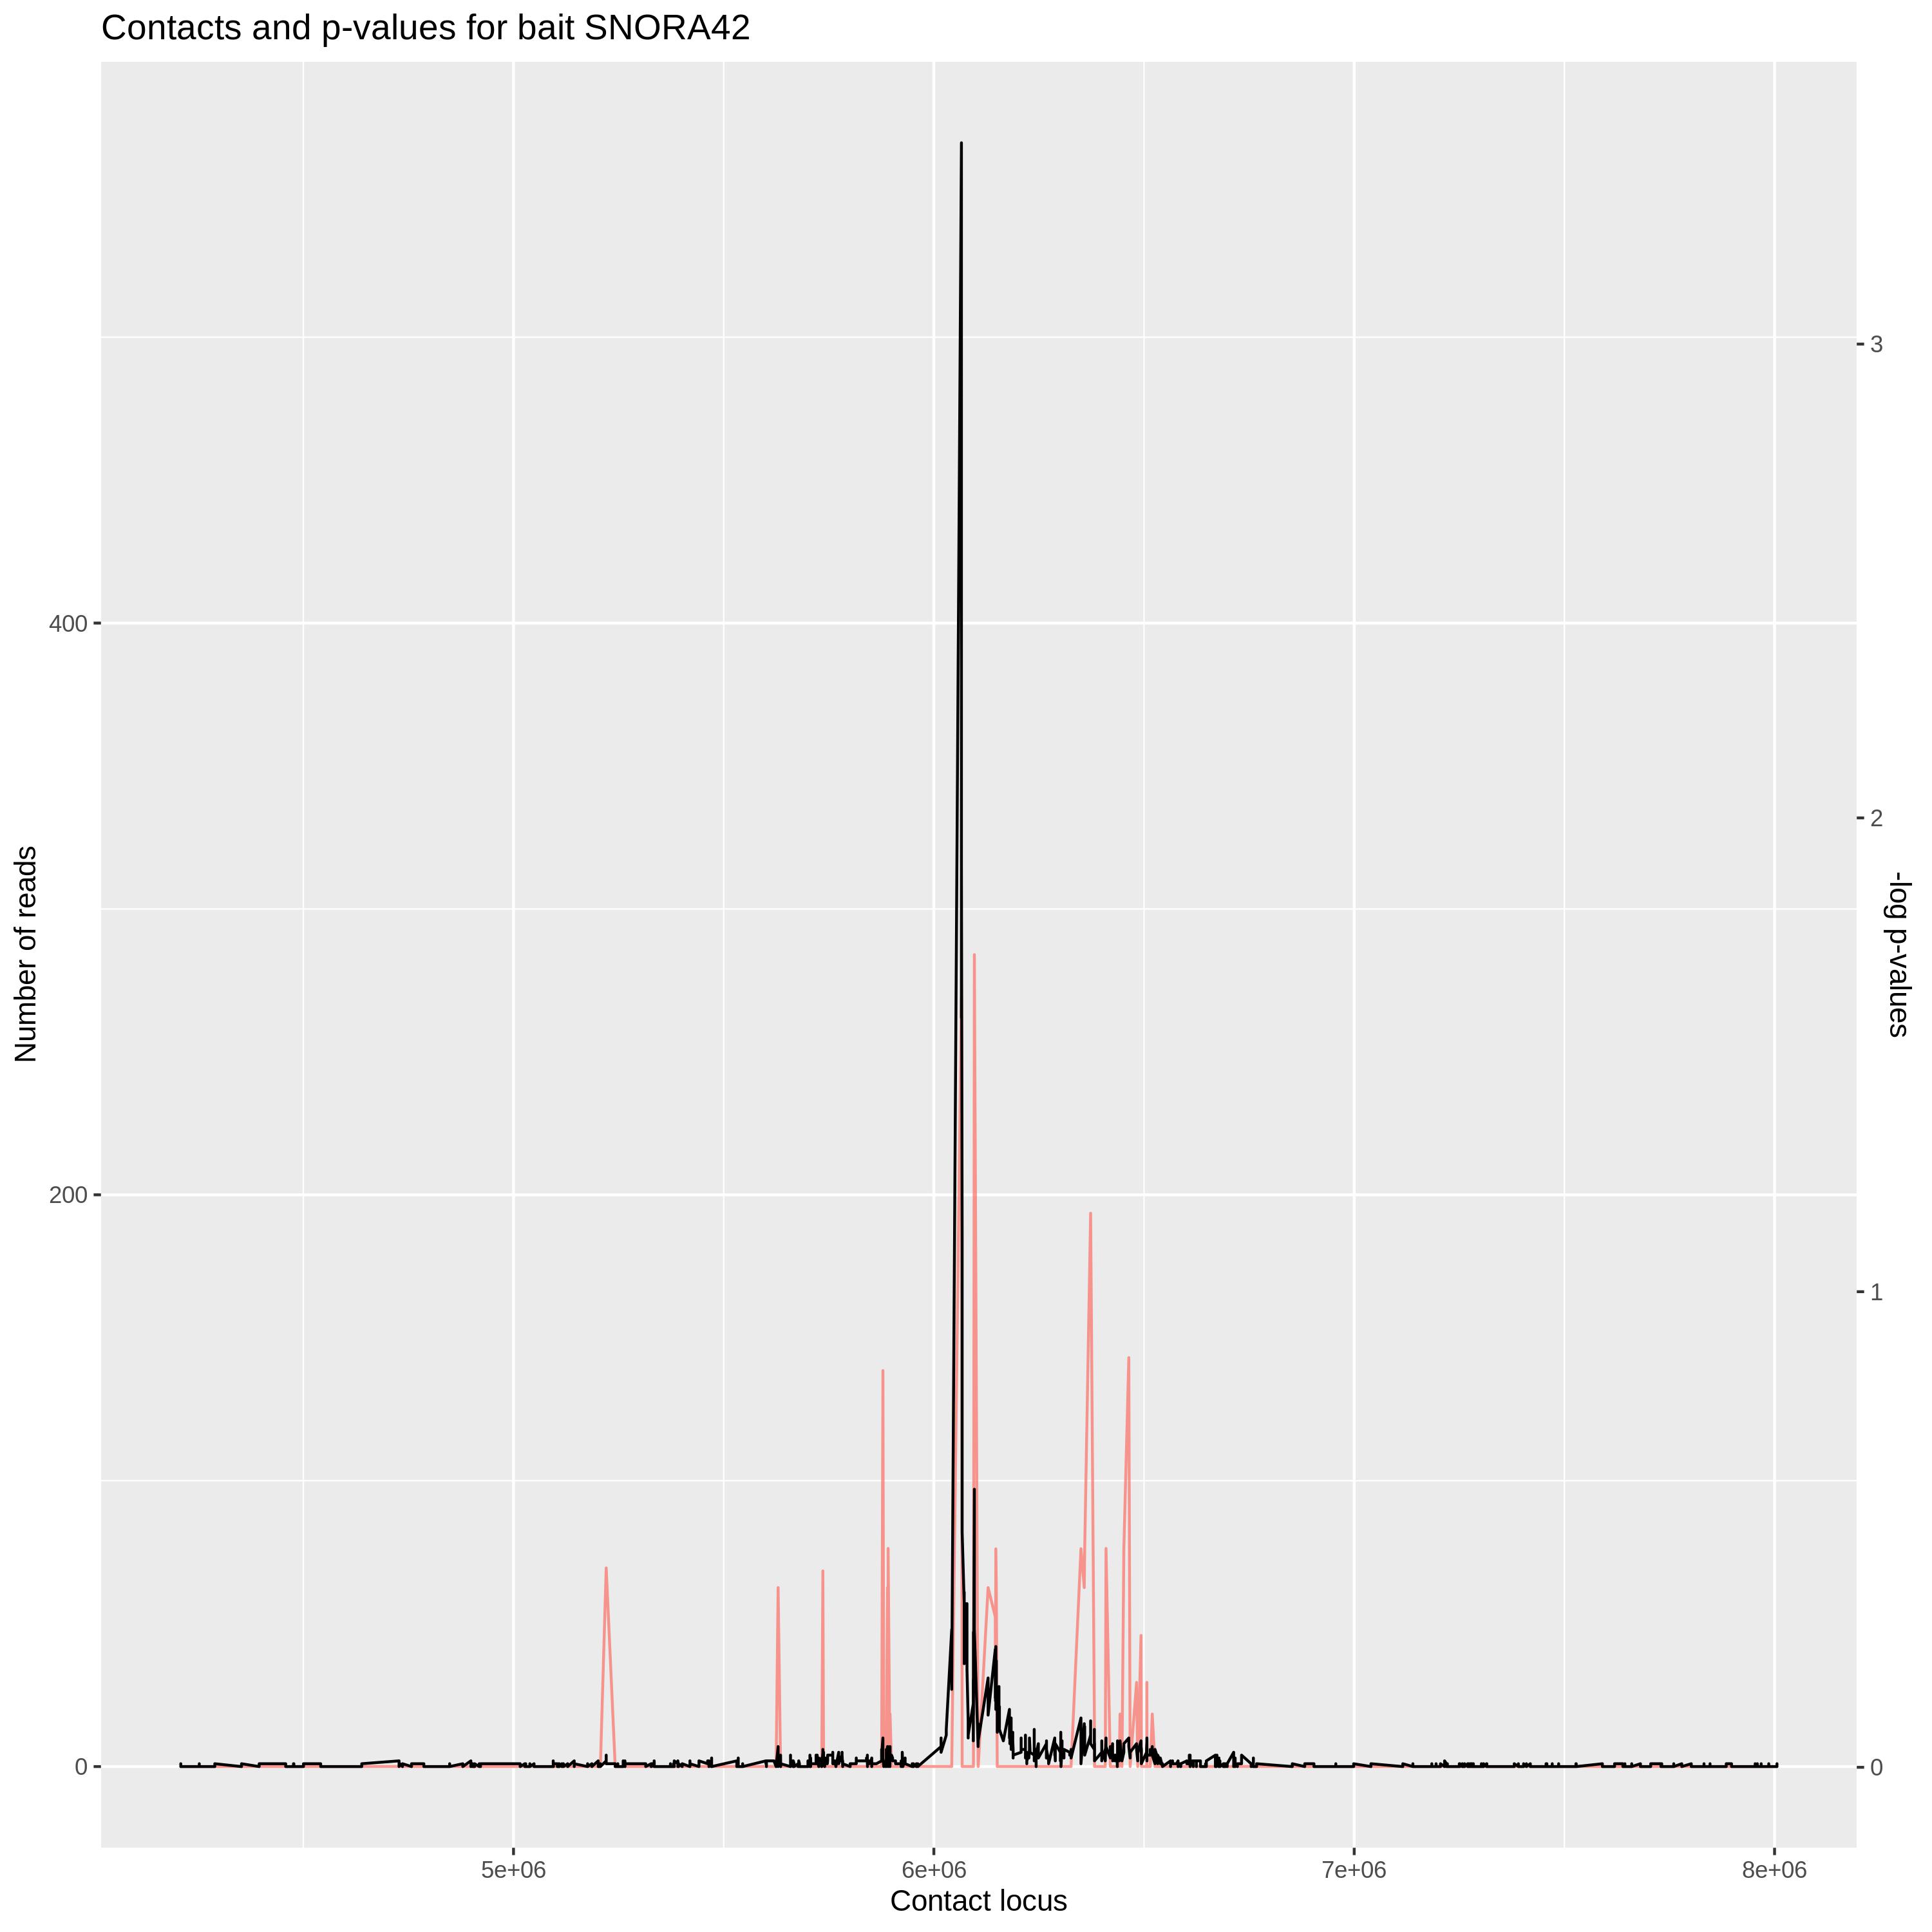 Contacts and p-values for bait SNORA42
Number of reads
400
200
0
3
2
1
0
-log p-values
5e+06
6e+06
7e+06
8e+06
Contact locus